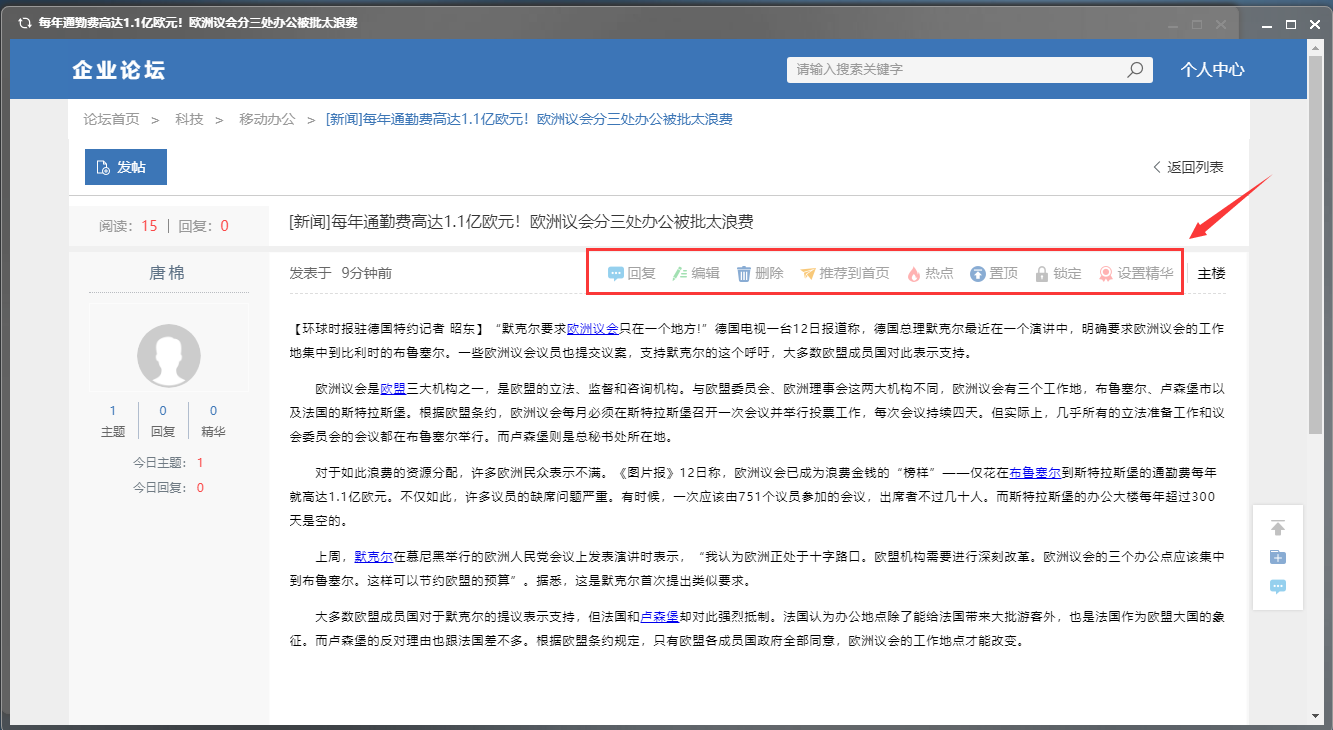 每年通勤费高达1.1亿欧元！欧洲议会分三处办公被批太浪费
企业论坛
请输入搜索关键字
个人中心
论坛首页 > 科技 > 移动办公 > [新闻]每年通勤费高达1.1亿欧元！欧洲议会分三处办公被批太浪费
发帖
返回列表
阅读：15 | 回复：0
[新闻]每年通勤费高达1.1亿欧元！欧洲议会分三处办公被批太浪费
唐棉
发表于 9分钟前
回复 编辑 删除 推荐到首页 热点 置顶 锁定 设置精华 主楼
1 0 0
主题 回复 精华
今日主题：1
今日回复：0
【环球时报驻德国特约记者 昭东】“默克尔要求欧洲议会只在一个地方!”德国电视一台12日报道称，德国总理默克尔最近在一个演讲中，明确要求欧洲议会的工作
地集中到比利时的布鲁塞尔。一些欧洲议会议员也提交议案，支持默克尔的这个呼吁，大多数欧盟成员国对此表示支持。
欧洲议会是欧盟三大机构之一，是欧盟的立法、监督和咨询机构。与欧盟委员会、欧洲理事会这两大机构不同，欧洲议会有三个工作地，布鲁塞尔、卢森堡市以
及法国的斯特拉斯堡。根据欧盟条约，欧洲议会每月必须在斯特拉斯堡召开一次会议并举行投票工作，每次会议持续四天。但实际上，几乎所有的立法准备工作和议
会委员会的会议都在布鲁塞尔举行。而卢森堡则是总秘书处所在地。
对于如此浪费的资源分配，许多欧洲民众表示不满。《图片报》12日称，欧洲议会已成为浪费金钱的“榜样”——仅花在布鲁塞尔到斯特拉斯堡的通勤费每年
就高达1.1亿欧元。不仅如此，许多议员的缺席问题严重。有时候，一次应该由751个议员参加的会议，出席者不过几十人。而斯特拉斯堡的办公大楼每年超过300
天是空的。
上周，默克尔在慕尼黑举行的欧洲人民党会议上发表演讲时表示，“我认为欧洲正处于十字路口。欧盟机构需要进行深刻改革。欧洲议会的三个办公点应该集中
到布鲁塞尔。这样可以节约欧盟的预算”。据悉，这是默克尔首次提出类似要求。
大多数欧盟成员国对于默克尔的提议表示支持，但法国和卢森堡却对此强烈抵制。法国认为办公地点除了能给法国带来大批游客外，也是法国作为欧盟大国的象
征。而卢森堡的反对理由也跟法国差不多。根据欧盟条约规定，只有欧盟各成员国政府全部同意，欧洲议会的工作地点才能改变。